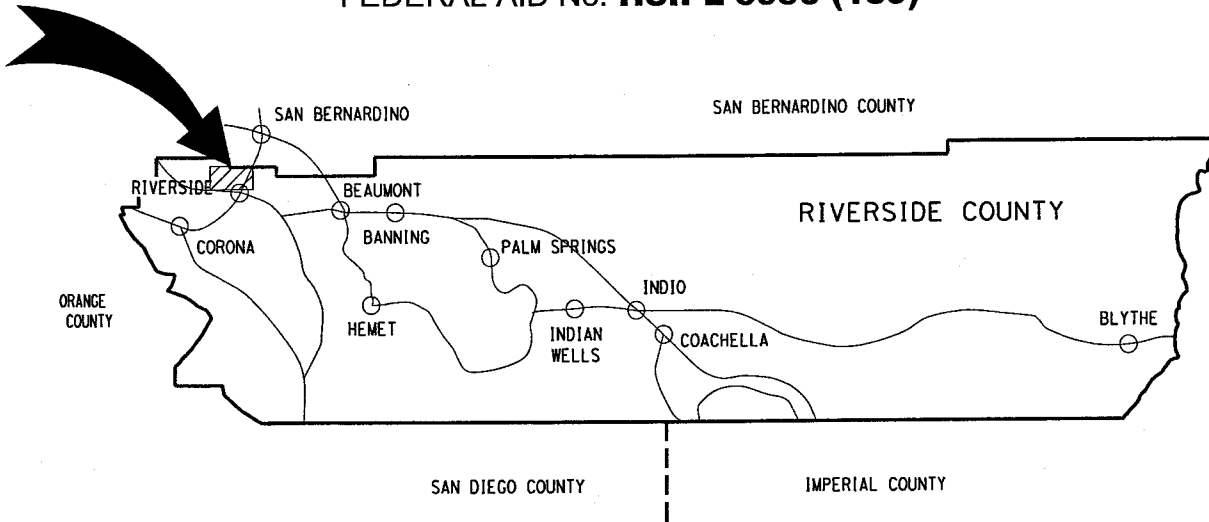 SAN BERNARDINO
SAN BERNARDINO COUNTY
RIVERSIDE
BEAUMONT
RIVERSIDE COUNTY
BANNING
CORONA
PALM SPRINGS
ORANGE
COUNTY
INDIO
HEMET
INDIAN
WELLS
COACHELLA
BLYTHE
SAN DIEGO COUNTY
IMPERIAL COUNTY